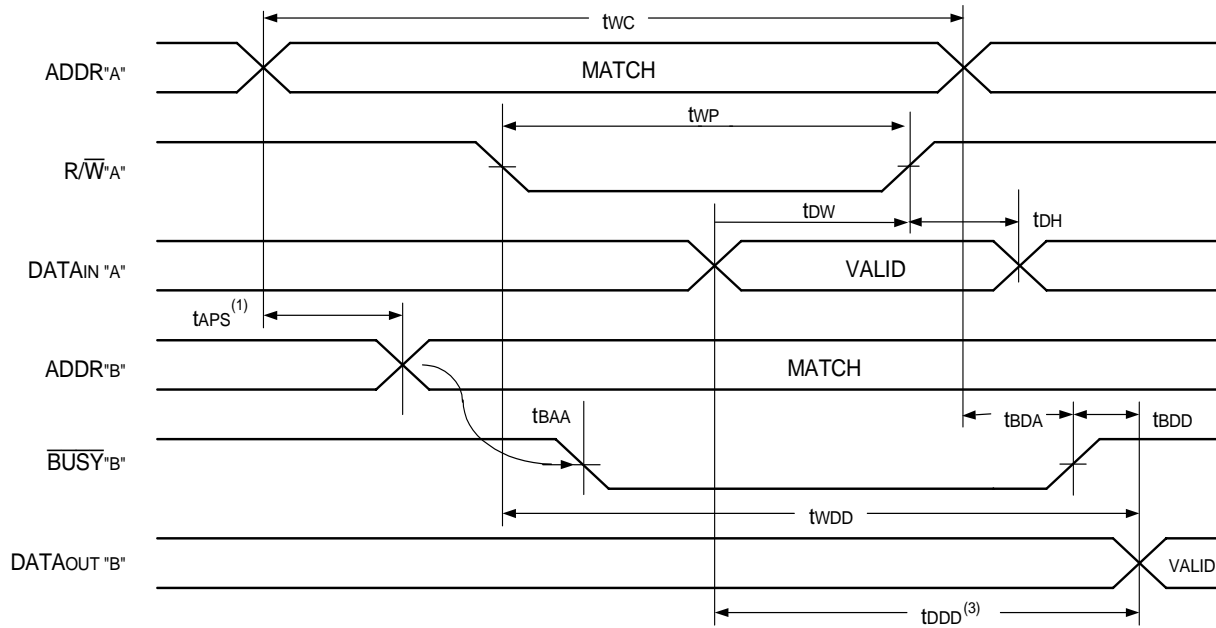 tWC
ADDR"A"
MATCH
tWP
R/W̅"A"
tDW
tDH
DATAIN "A"
VALID
tAPS(1)
ADDR"B"
MATCH
tBAA
tBDA
tBDD
B̅U̅S̅Y̅"B"
tWDD
DATAOUT "B"
VALID
tDDD(3)